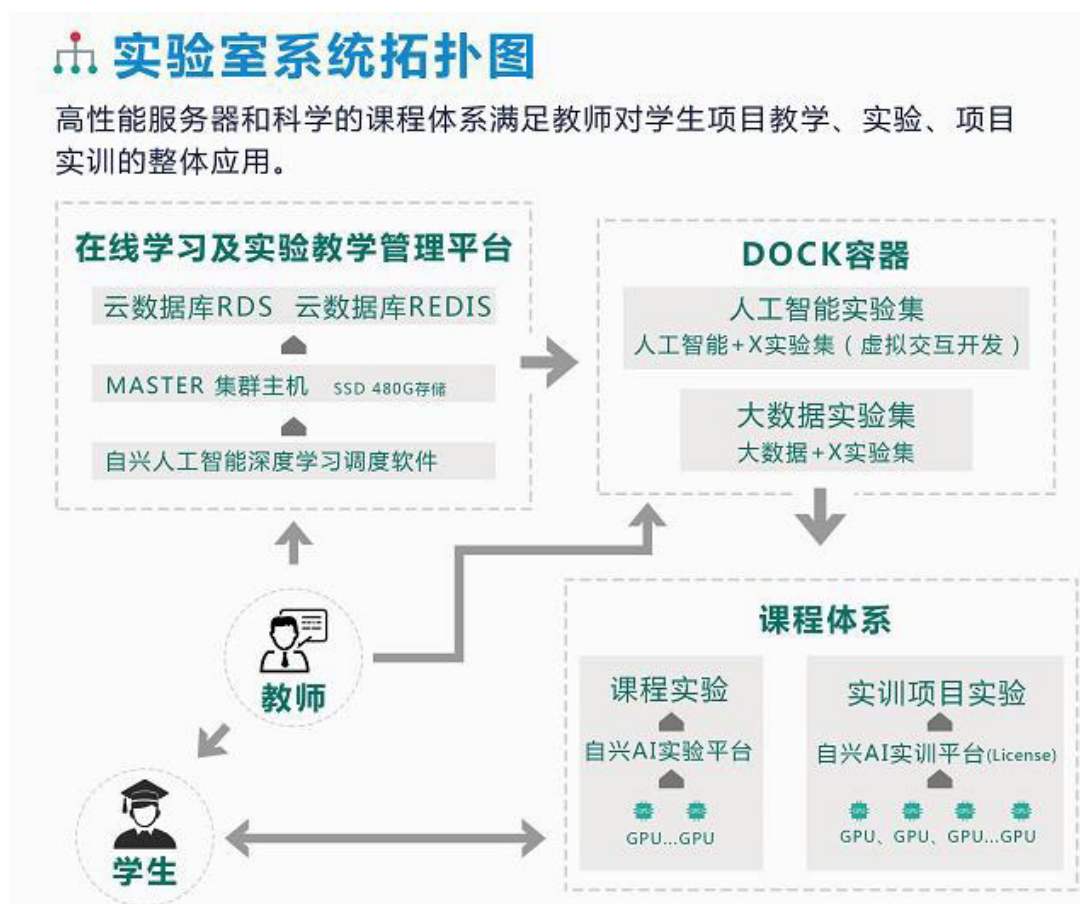 实验室系统拓扑图
高性能服务器和科学的课程体系满足教师对学生项目教学、实验、项目
实训的整体应用。
在线学习及实验教学管理平台
云数据库RDS 云数据库REDIS
MASTER 集群主机 SSD 480G存储
自兴人工智能深度学习调度软件
DOCK容器
人工智能实验集
人工智能+X实验集(虚拟交互开发)
大数据实验集
大数据+X实验集
教师
学生
课程体系
课程实验
自兴AI实验平台
GPU...GPU
实训项目实验
自兴AI实训平台(License)
GPU、GPU、GPU...GPU